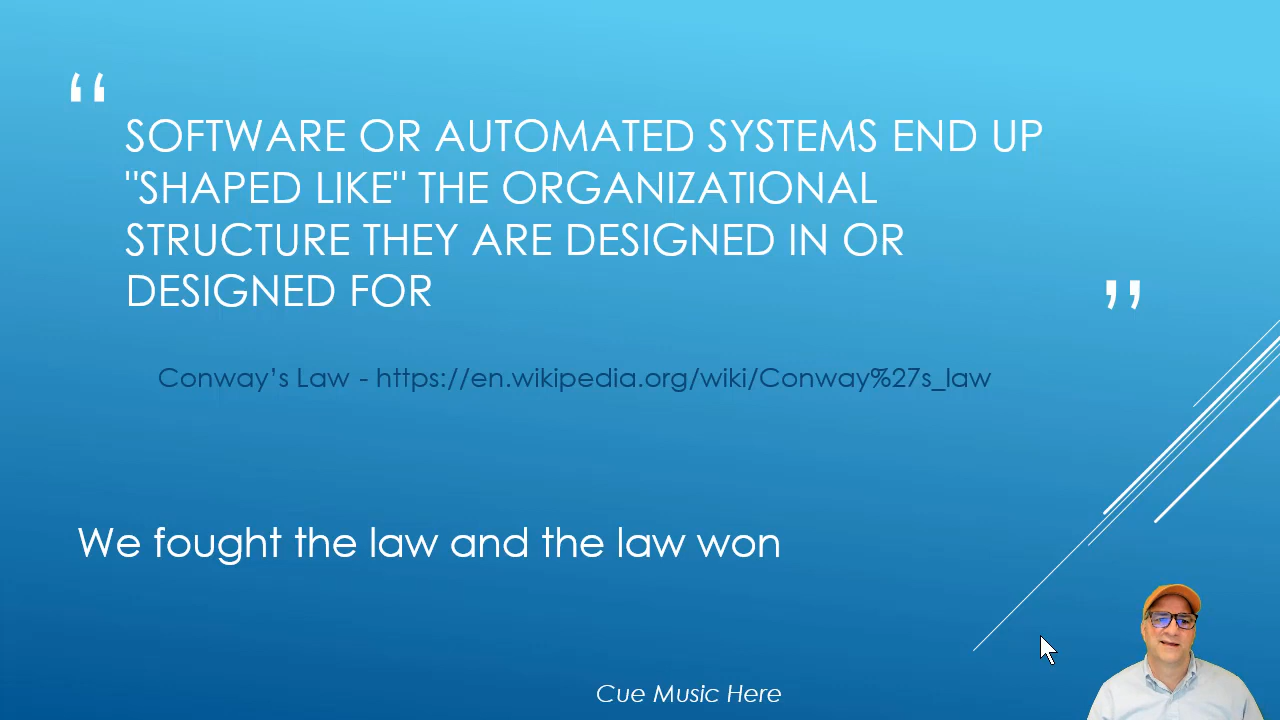 “
SOFTWARE OR AUTOMATED SYSTEMS END UP
"SHAPED LIKE" THE ORGANIZATIONAL
STRUCTURE THEY ARE DESIGNED IN OR
DESIGNED FOR
”
Conway’s Law - https://en.wikipedia.org/wiki/Conway%27s_law
We fought the law and the law won
Cue Music Here